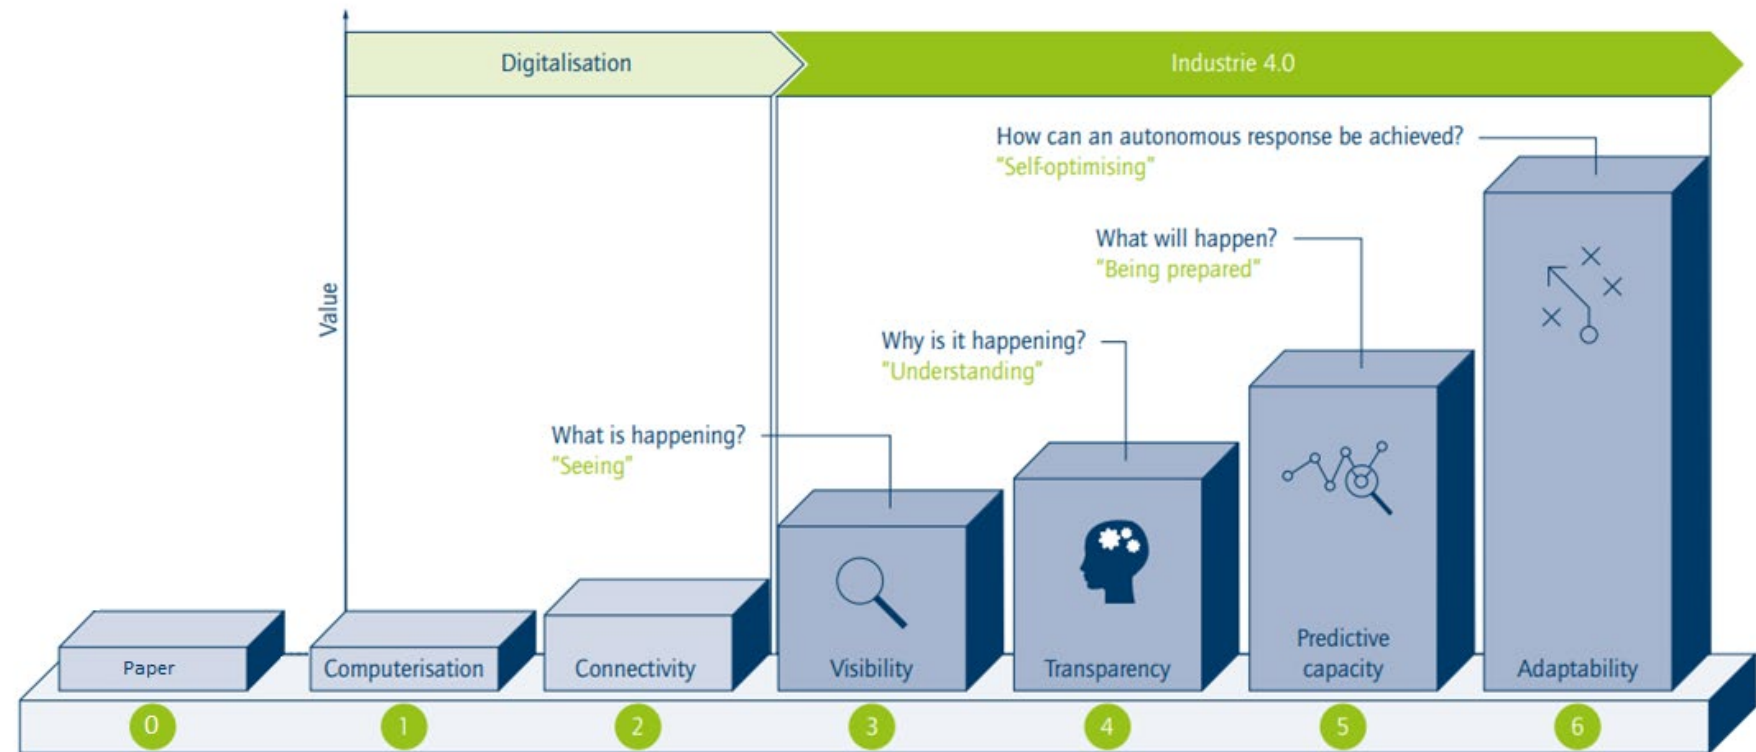 Digitalisation
Industrie 4.0
How can an autonomous response be achieved?
"Self-optimising"
What will happen?
"Being prepared"
Value
Why is it happening?
"Understanding"
What is happening?
"Seeing"
Paper
Computerisation
Connectivity
Visibility
Transparency
Predictive
capacity
Adaptability
0
1
2
3
4
5
6